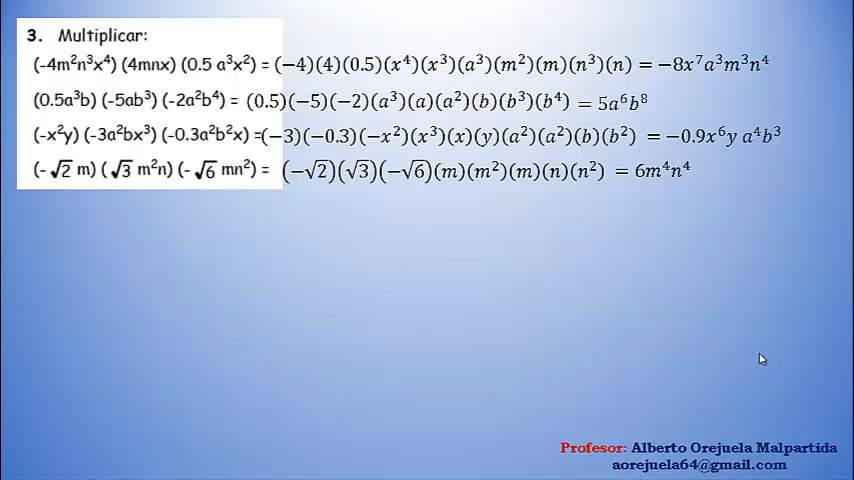 3. Multiplicar:
(-4m²n³x⁴) (4mnx) (0.5 a³x²) = (−4)(4)(0.5)(x⁴)(x³)(a³)(m²)(m)(n³)(n) = −8x⁷a³m³n⁴
(0.5a³b) (-5ab³) (-2a²b⁴) = (0.5)(−5)(−2)(a³)(a)(a²)(b)(b³)(b⁴) = 5a⁶b⁸
(-x²y) (-3a²bx³) (-0.3a²b²x) =(−3)(−0.3)(−x²)(x³)(x)(y)(a²)(a²)(b)(b²) = −0.9x⁶y a⁴b³
(- √2 m) ( √3 m²n) (- √6 mn²) = (−√2)(√3)(−√6)(m)(m²)(m)(n)(n²) = 6m⁴n⁴
Profesor: Alberto Orejuela Malpartida
aorejuela64@gmail.com